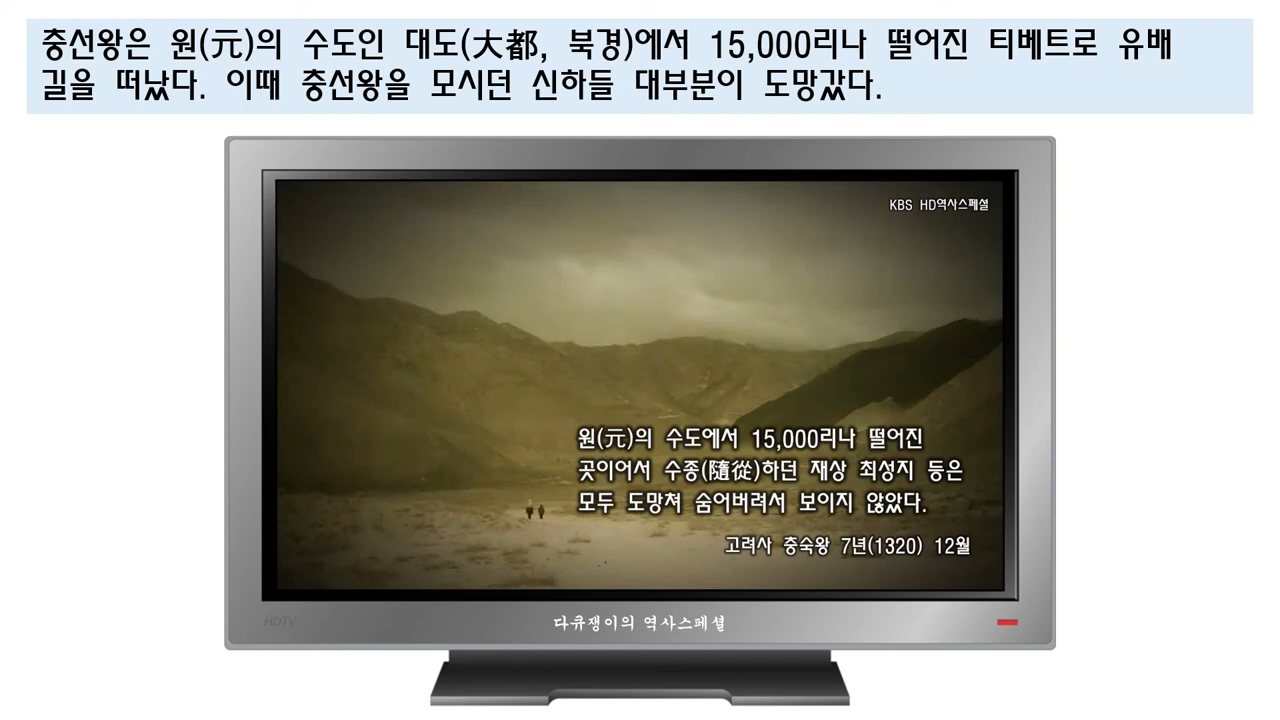 충선왕은 원(元)의 수도인 대도(大都, 북경)에서 15,000리나 떨어진 티베트로 유배
길을 떠났다. 이때 충선왕을 모시던 신하들 대부분이 도망갔다.
KBS HD역사스페셜
원(元)의 수도에서 15,000리나 떨어진
곳이어서 수종(隨從)하던 재상 최성지 등은
모두 도망쳐 숨어버려서 보이지 않았다.
고려사 충숙왕 7년(1320) 12월
HDTV
다큐쟁이의 역사스페셜